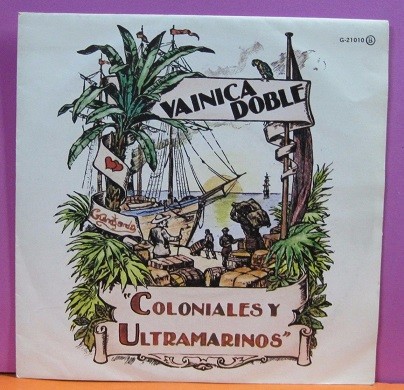 G-21010
VAINICA
DOBLE
"COLONIALES Y
ULTRAMARINOS"